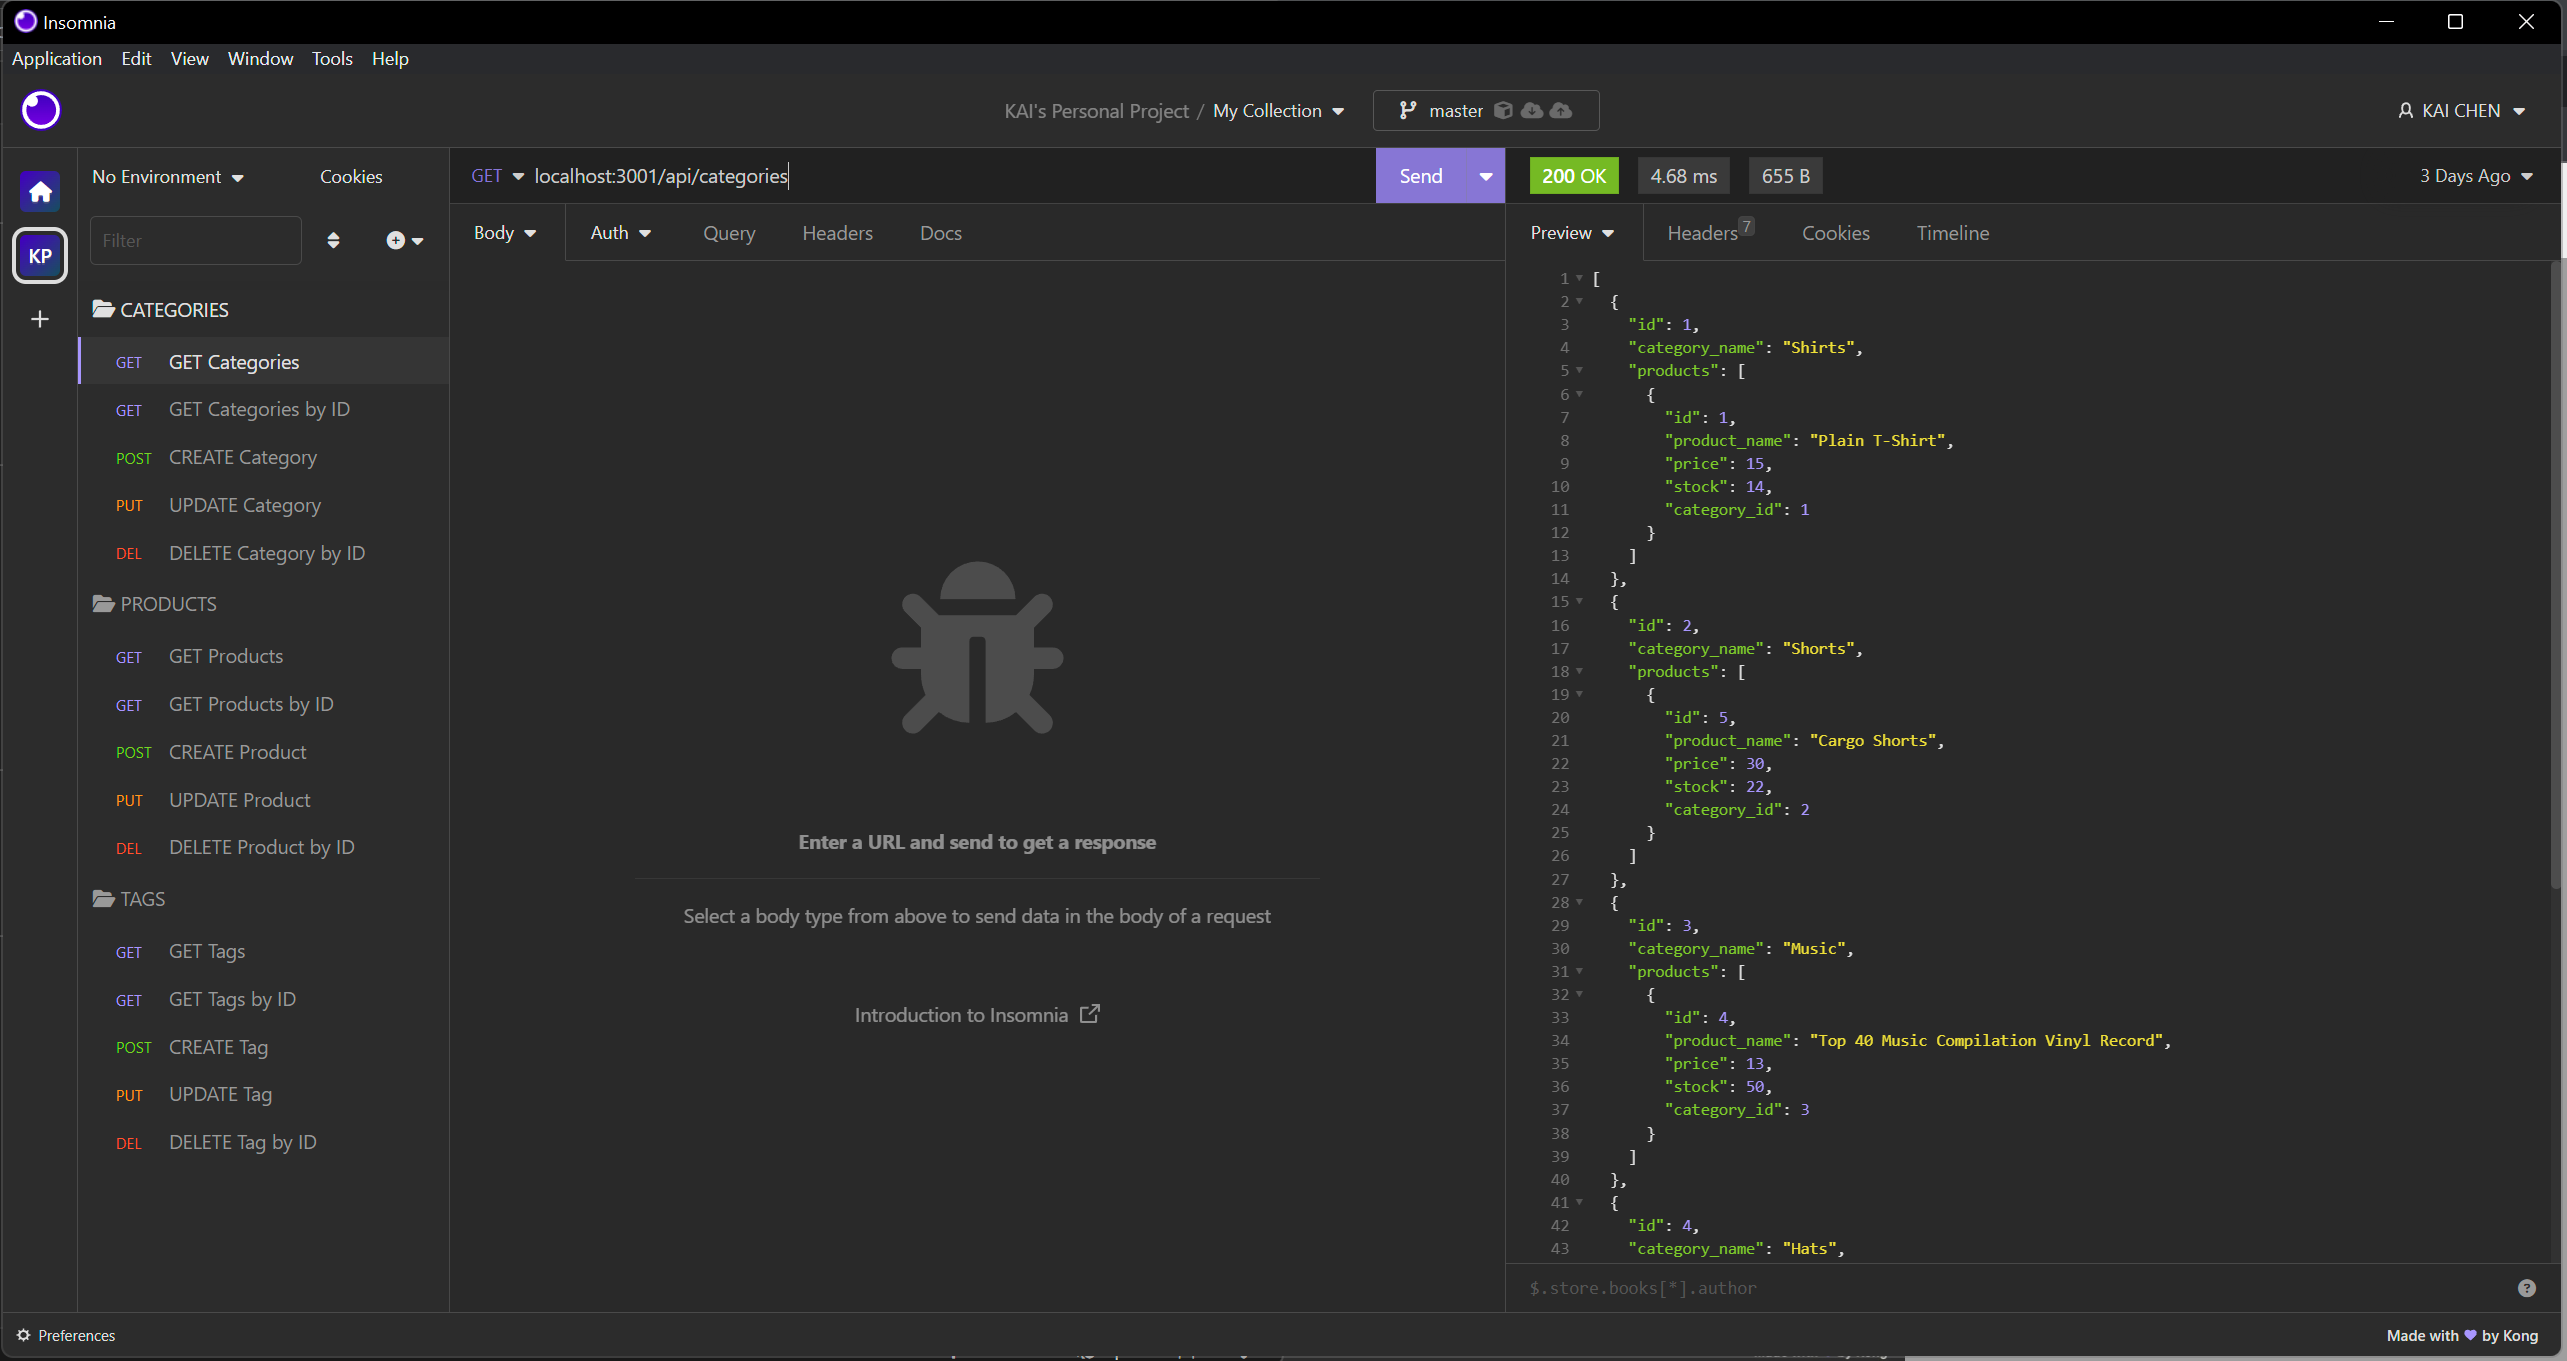 Insomnia
Application Edit View Window Tools Help
KAI's Personal Project / My Collection master KAI CHEN
No Environment Cookies
GET localhost:3001/api/categories Send
200 OK 4.68 ms 655 B 3 Days Ago
Filter
KP
Body Auth Query Headers Docs
Preview Headers 7 Cookies Timeline
CATEGORIES
GET GET Categories
GET GET Categories by ID
POST CREATE Category
PUT UPDATE Category
DEL DELETE Category by ID
PRODUCTS
GET GET Products
GET GET Products by ID
POST CREATE Product
PUT UPDATE Product
DEL DELETE Product by ID
TAGS
GET GET Tags
GET GET Tags by ID
POST CREATE Tag
PUT UPDATE Tag
DEL DELETE Tag by ID
Enter a URL and send to get a response
Select a body type from above to send data in the body of a request
Introduction to Insomnia
1 [
2 {
3 "id": 1,
4 "category_name": "Shirts",
5 "products": [
6 {
7 "id": 1,
8 "product_name": "Plain T-Shirt",
9 "price": 15,
10 "stock": 14,
11 "category_id": 1
12 }
13 ]
14 },
15 {
16 "id": 2,
17 "category_name": "Shorts",
18 "products": [
19 {
20 "id": 5,
21 "product_name": "Cargo Shorts",
22 "price": 30,
23 "stock": 22,
24 "category_id": 2
25 }
26 ]
27 },
28 {
29 "id": 3,
30 "category_name": "Music",
31 "products": [
32 {
33 "id": 4,
34 "product_name": "Top 40 Music Compilation Vinyl Record",
35 "price": 13,
36 "stock": 50,
37 "category_id": 3
38 }
39 ]
40 },
41 {
42 "id": 4,
43 "category_name": "Hats",
$.store.books[*].author
Preferences
Made with by Kong